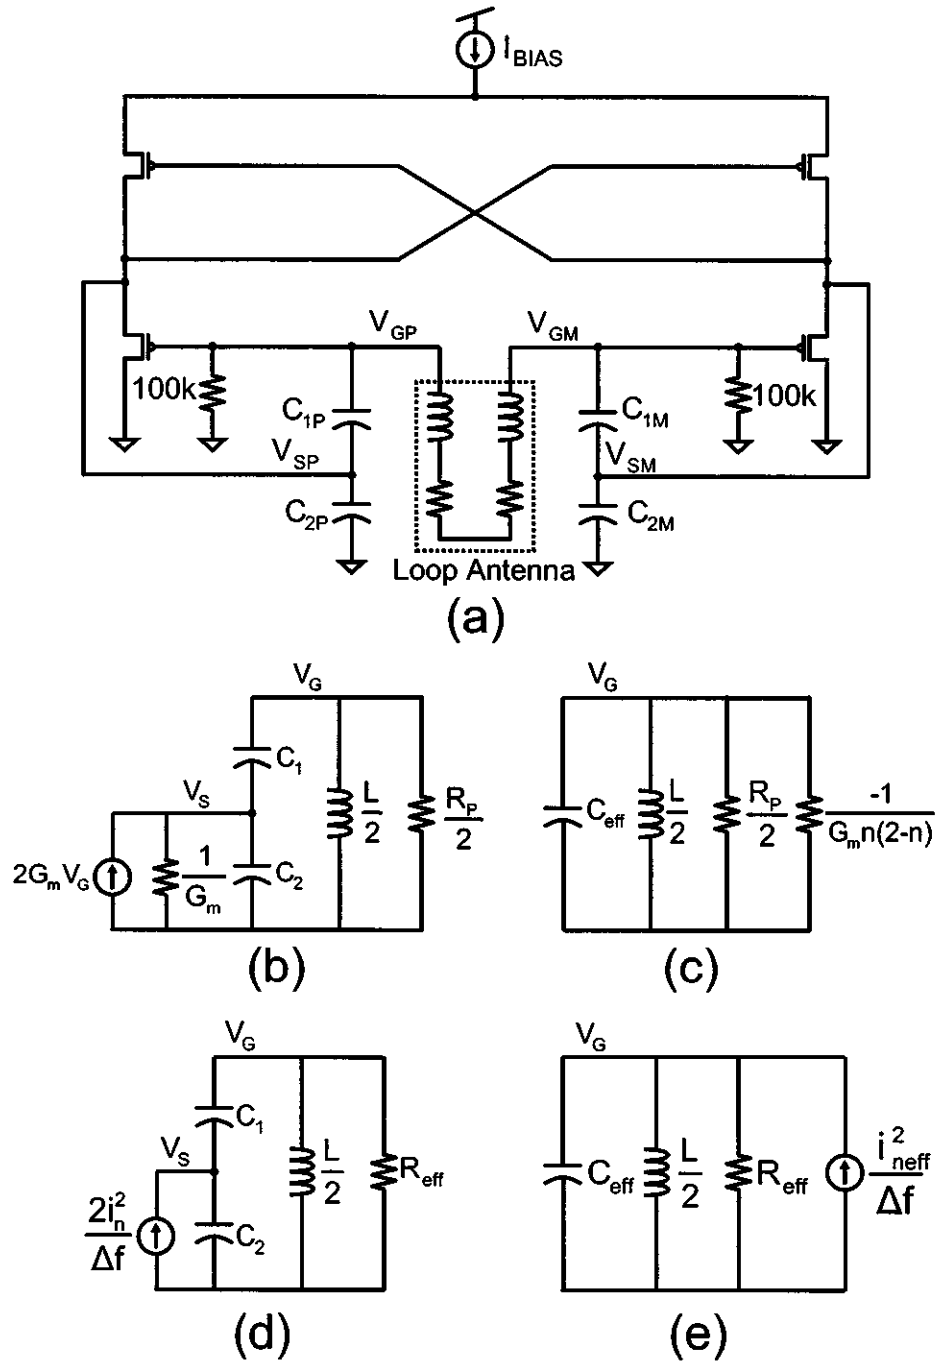 I_BIAS
V_GP
V_GM
100k
C_1P
C_1M
100k
V_SP
V_SM
C_2P
C_2M
Loop Antenna
(a)
V_G
C_1
V_S
L/2
R_P/2
2G_mV_G
1/G_m
C_2
(b)
V_G
C_eff
L/2
R_P/2
-1/G_mn(2-n)
(c)
V_G
C_1
V_S
L/2
R_eff
2i_n^2/Δf
C_2
(d)
V_G
C_eff
L/2
R_eff
i_neff^2/Δf
(e)